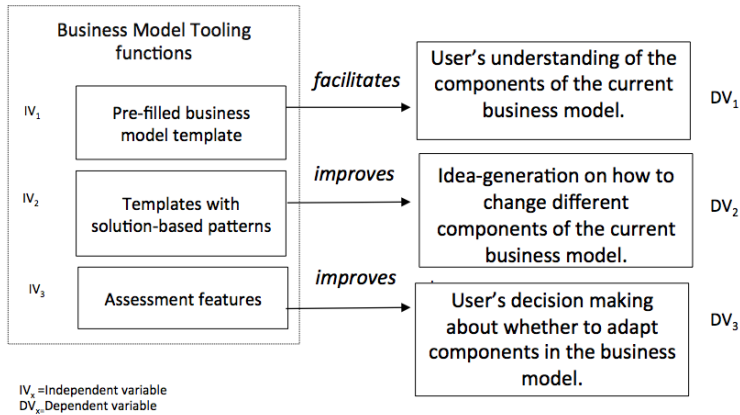 Business Model Tooling
functions
IV₁
Pre-filled business
model template
facilitates
User's understanding of the
components of the current
business model.
DV₁
IV₂
Templates with
solution-based patterns
improves
Idea-generation on how to
change different
components of the current
business model.
DV₂
IV₃
Assessment features
improves
User's decision making
about whether to adapt
components in the business
model.
DV₃
IVₓ =Independent variable
DVₓ=Dependent variable